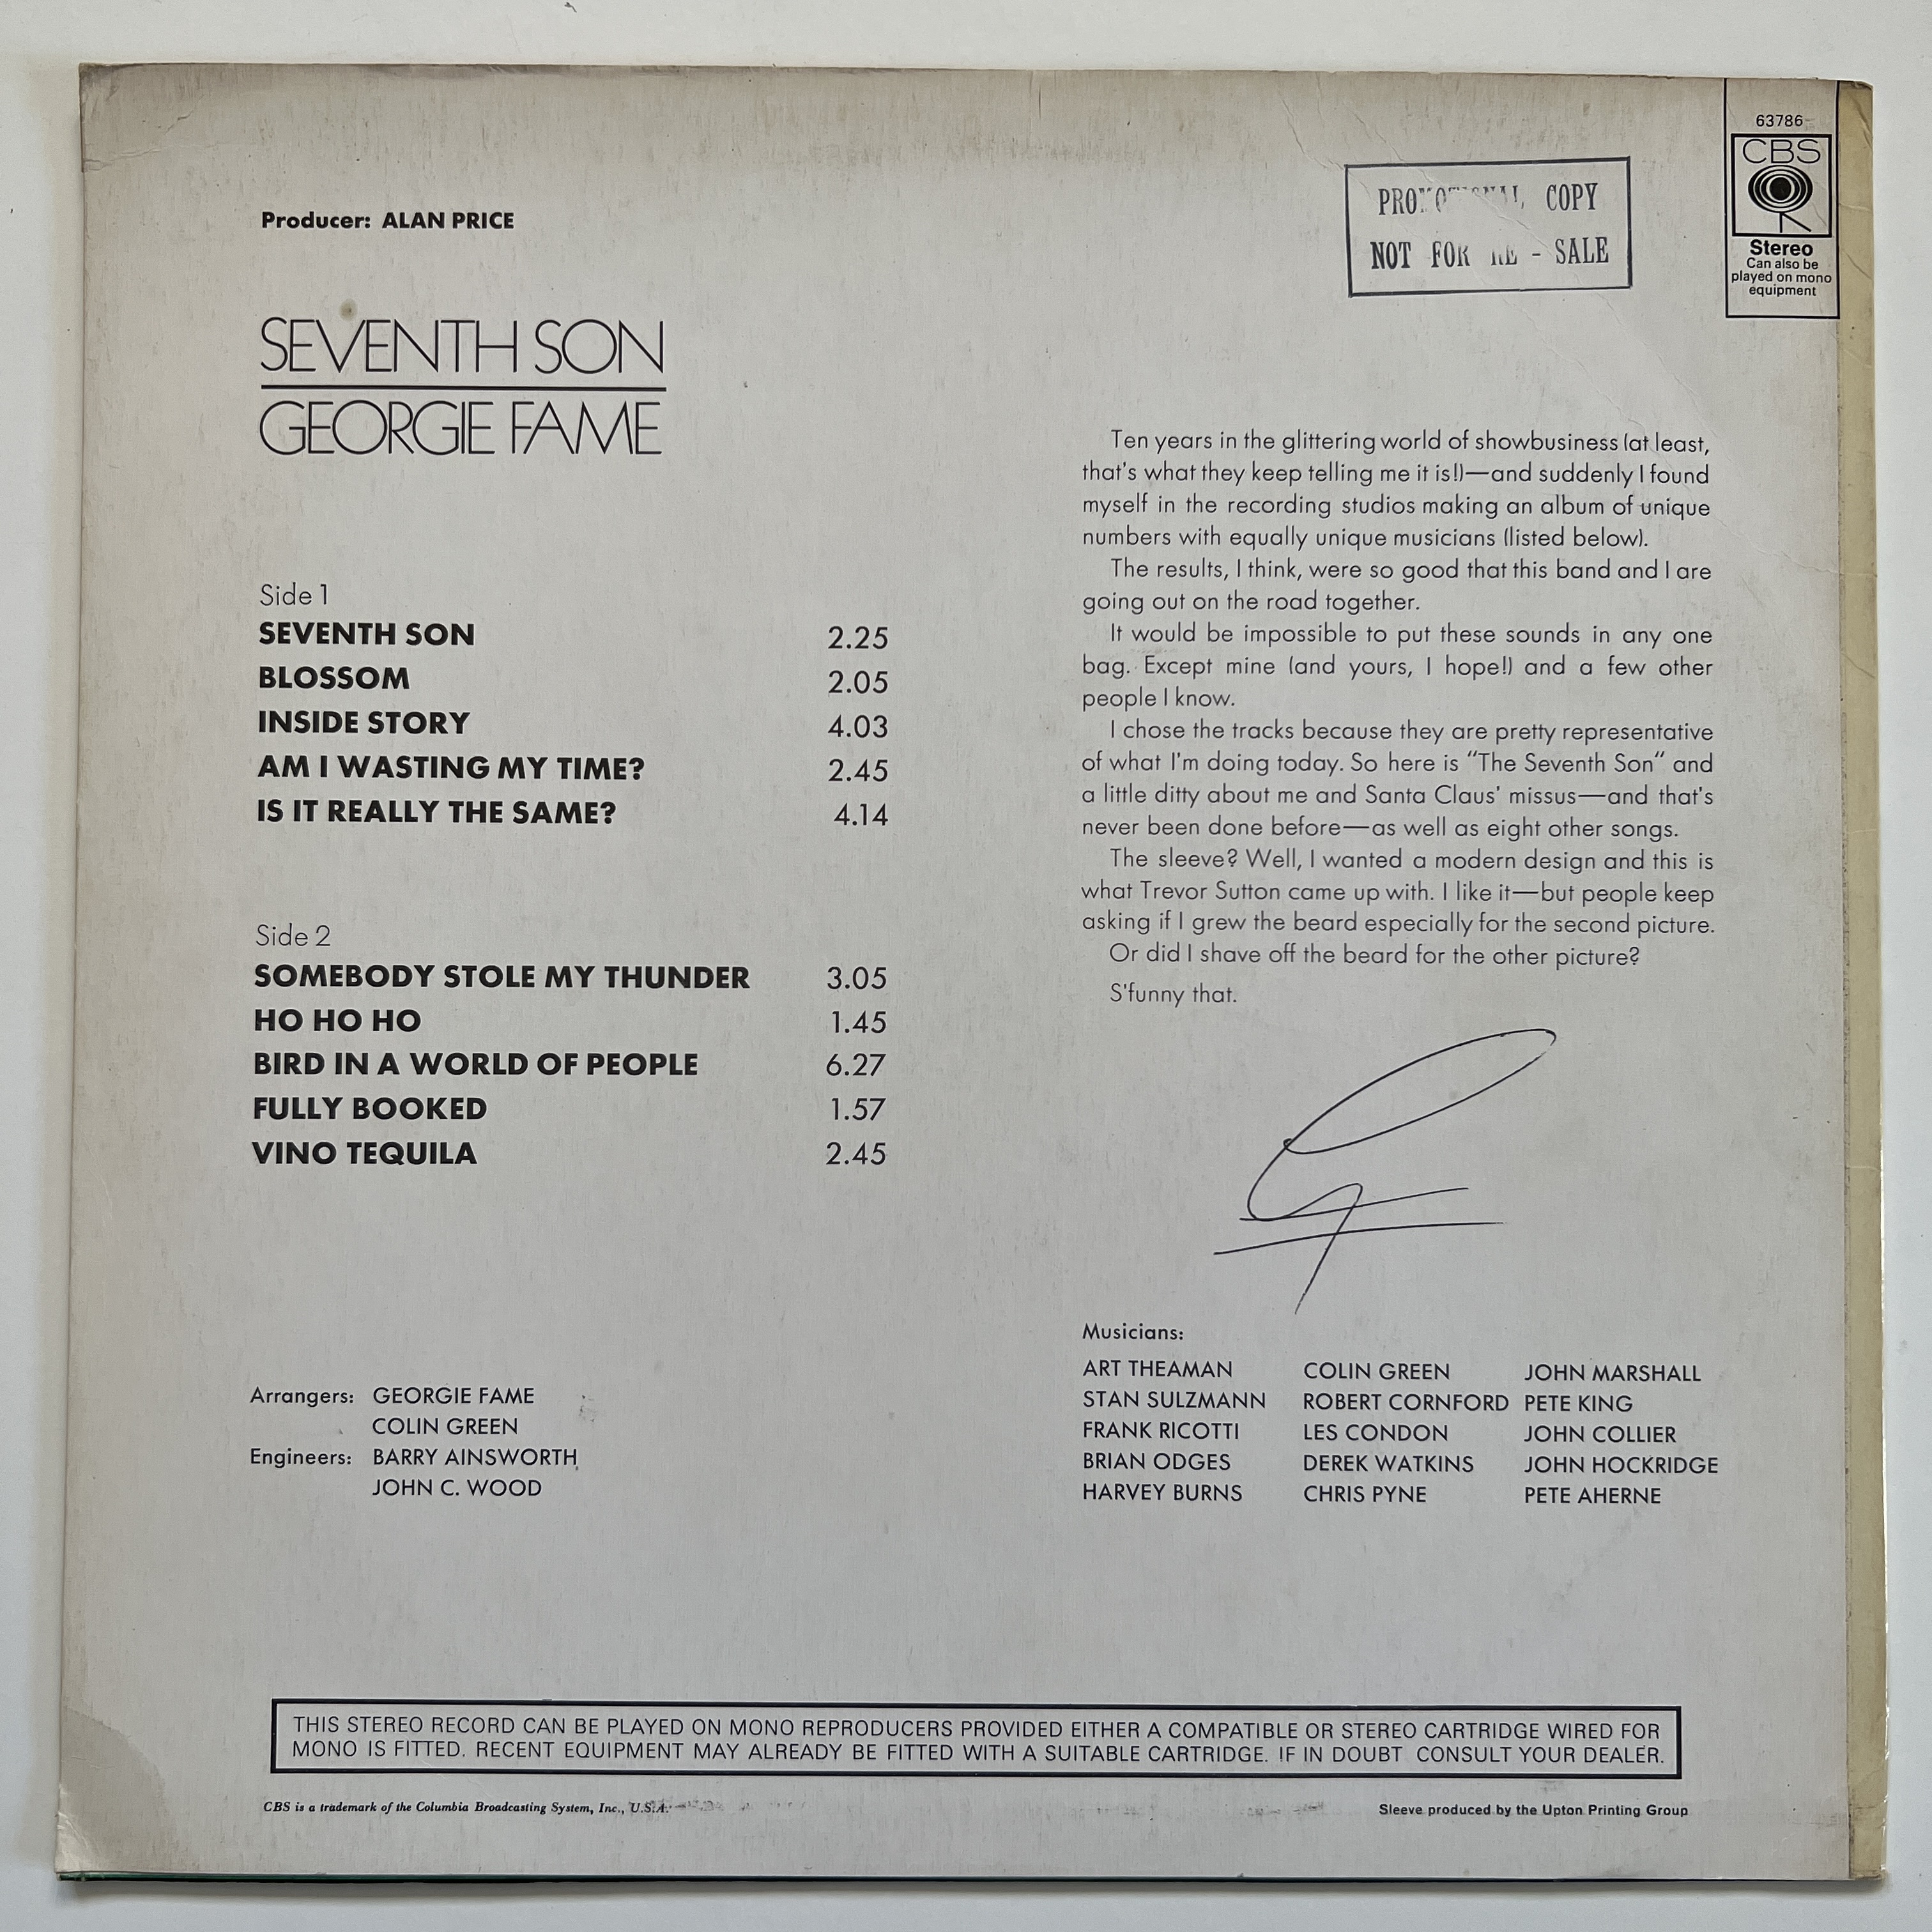 63786
CBS
Stereo
Can also be
played on mono
equipment
COPY
NOT FOR - SALE
Producer: ALAN PRICE
SEVENTH SON
GEORGIE FAME
Side 1
SEVENTH SON 2.25
BLOSSOM 2.05
INSIDE STORY 4.03
AM I WASTING MY TIME? 2.45
IS IT REALLY THE SAME? 4.14
Side 2
SOMEBODY STOLE MY THUNDER 3.05
HO HO HO 1.45
BIRD IN A WORLD OF PEOPLE 6.27
FULLY BOOKED 1.57
VINO TEQUILA 2.45
Arrangers: GEORGIE FAME
COLIN GREEN
Engineers: BARRY AINSWORTH
JOHN C. WOOD
Ten years in the glittering world of showbusiness (at least,
that's what they keep telling me it is!)—and suddenly I found
myself in the recording studios making an album of unique
numbers with equally unique musicians (listed below).
The results, I think, were so good that this band and I are
going out on the road together.
It would be impossible to put these sounds in any one
bag. Except mine (and yours, I hope!) and a few other
people I know.
I chose the tracks because they are pretty representative
of what I'm doing today. So here is “The Seventh Son“ and
a little ditty about me and Santa Claus' missus—and that's
never been done before—as well as eight other songs.
The sleeve? Well, I wanted a modern design and this is
what Trevor Sutton came up with. I like it—but people keep
asking if I grew the beard especially for the second picture.
Or did I shave off the beard for the other picture?
S'funny that.
Musicians:
ART THEAMAN COLIN GREEN JOHN MARSHALL
STAN SULZMANN ROBERT CORNFORD PETE KING
FRANK RICOTTI LES CONDON JOHN COLLIER
BRIAN ODGES DEREK WATKINS JOHN HOCKRIDGE
HARVEY BURNS CHRIS PYNE PETE AHERNE
THIS STEREO RECORD CAN BE PLAYED ON MONO REPRODUCERS PROVIDED EITHER A COMPATIBLE OR STEREO CARTRIDGE WIRED FOR
MONO IS FITTED. RECENT EQUIPMENT MAY ALREADY BE FITTED WITH A SUITABLE CARTRIDGE. IF IN DOUBT CONSULT YOUR DEALER.
CBS is a trademark of the Columbia Broadcasting System, Inc., U.S.A.
Sleeve produced by the Upton Printing Group